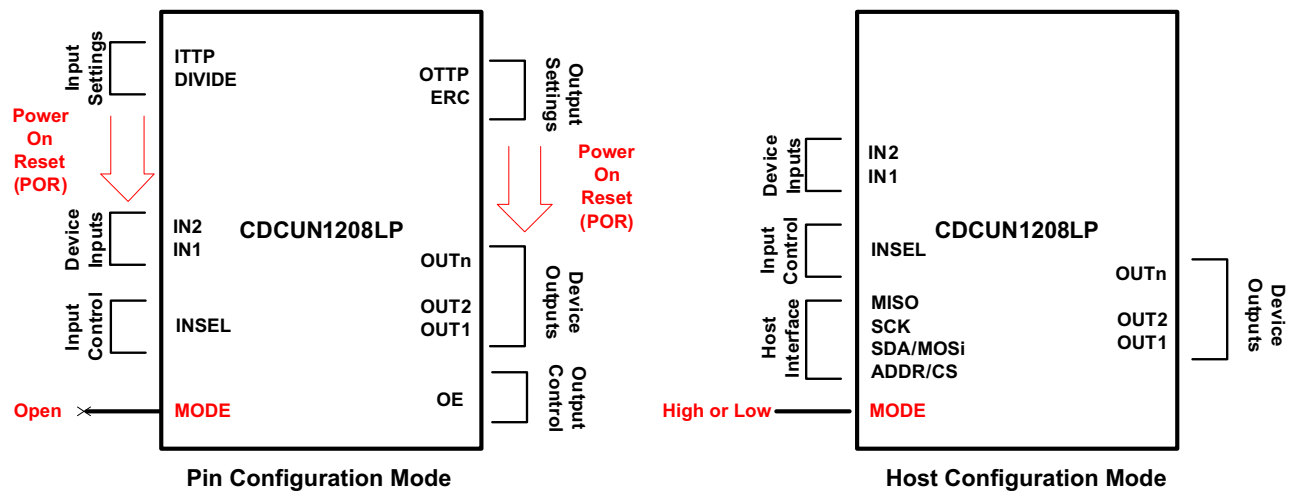 Input
Settings
ITTP
DIVIDE
Power
On
Reset
(POR)
Device
Inputs
IN2
IN1
Input
Control
INSEL
Open
MODE
CDCUN1208LP
OTTP
ERC
Output
Settings
Power
On
Reset
(POR)
OUTn
OUT2
OUT1
Device
Outputs
OE
Output
Control
Pin Configuration Mode
Device
Inputs
IN2
IN1
Input
Control
INSEL
Host
Interface
MISO
SCK
SDA/MOSi
ADDR/CS
High or Low
MODE
CDCUN1208LP
OUTn
OUT2
OUT1
Device
Outputs
Host Configuration Mode